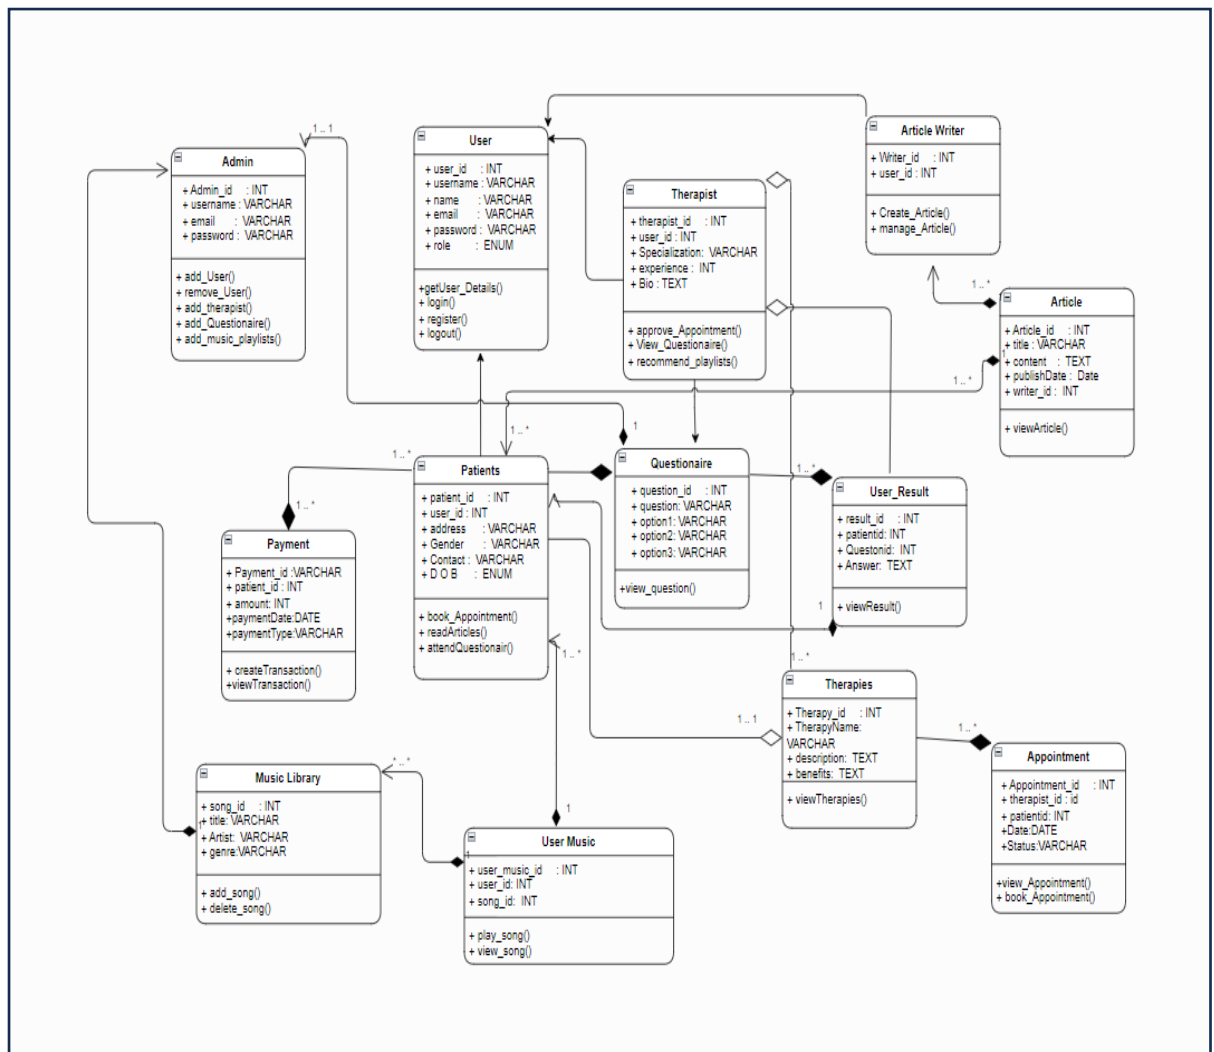 Admin
+ Admin_id : INT
+ username : VARCHAR
+ email : VARCHAR
+ password : VARCHAR
+ add_User()
+ remove_User()
+ add_therapist()
+ add_Questionaire()
+ add_music_playlists()
1 .. 1
User
+ user_id : INT
+ username : VARCHAR
+ name : VARCHAR
+ email : VARCHAR
+ password : VARCHAR
+ role : ENUM
+getUser_Details()
+ login()
+ register()
+ logout()
Therapist
+ therapist_id : INT
+ user_id : INT
+ Specialization: VARCHAR
+ experience : INT
+ Bio : TEXT
+ approve_Appointment()
+ View_Questionaire()
+ recommend_playlists()
Article Writer
+ Writer_id : INT
+ user_id : INT
+ Create_Article()
+ manage_Article()
1 .. *
Article
+ Article_id : INT
+ title : VARCHAR
1
+ content : TEXT
+ publishDate : Date
+ writer_id : INT
+ viewArticle()
1 .. *
1 .. *
1
1 .. *
Patients
+ patient_id : INT
+ user_id : INT
+ address : VARCHAR
+ Gender : VARCHAR
+ Contact : VARCHAR
+ D O B : ENUM
+ book_Appointment()
+ readArticles()
+ attendQuestionair()
1 .. *
Questionaire
+ question_id : INT
+ question: VARCHAR
+ option1: VARCHAR
+ option2: VARCHAR
+ option3: VARCHAR
+view_question()
1 .. *
User_Result
+ result_id : INT
+ patientid: INT
+ Questonid: INT
+ Answer: TEXT
+ viewResult()
1
1 .. *
Payment
+ Payment_id :VARCHAR
+ patient_id : INT
+ amount: INT
+paymentDate:DATE
+paymentType:VARCHAR
+ createTransaction()
+viewTransaction()
1 .. *
Therapies
+ Therapy_id : INT
+ TherapyName:
VARCHAR
+ description: TEXT
+ benefits: TEXT
+ viewTherapies()
1 .. 1
1 .. *
Appointment
+ Appointment_id : INT
+ therapist_id : id
+ patientid: INT
+Date:DATE
+Status:VARCHAR
+view_Appointment()
+ book_Appointment()
Music Library
+ song_id : INT
1
+ title: VARCHAR
+ Artist: VARCHAR
+ genre:VARCHAR
+ add_song()
+ delete_song()
* .. *
1
User Music
1
+ user_music_id : INT
+ user_id: INT
+ song_id: INT
+ play_song()
+ view_song()